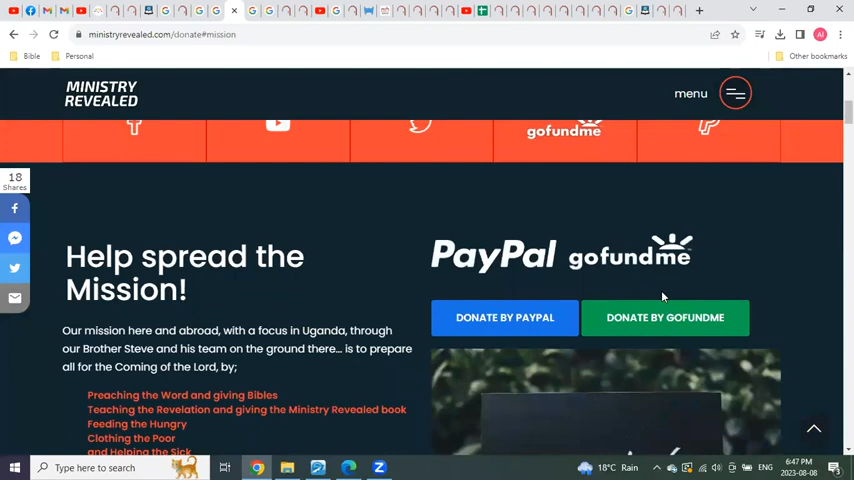 ministryrevealed.com/donate#mission
Bible
Personal
Other bookmarks
MINISTRY
REVEALED
menu
gofundme
18
Shares
Help spread the
Mission!
PayPal gofundme
DONATE BY PAYPAL
DONATE BY GOFUNDME
Our mission here and abroad, with a focus in Uganda, through
our Brother Steve and his team on the ground there... is to prepare
all for the Coming of the Lord, by;
Preaching the Word and giving Bibles
Teaching the Revelation and giving the Ministry Revealed book
Feeding the Hungry
Clothing the Poor
and Helping the Sick
Type here to search
18°C Rain
ENG
6:47 PM
2023-08-08